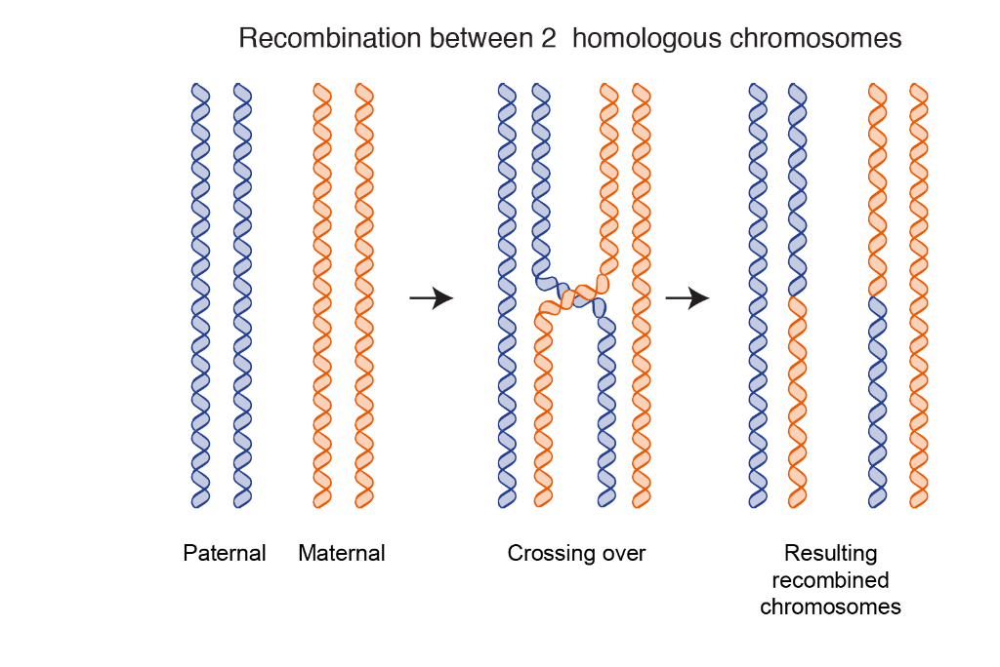 Recombination between 2  homologous chromosomes
Paternal
Maternal
Crossing over
Resulting
recombined
chromosomes